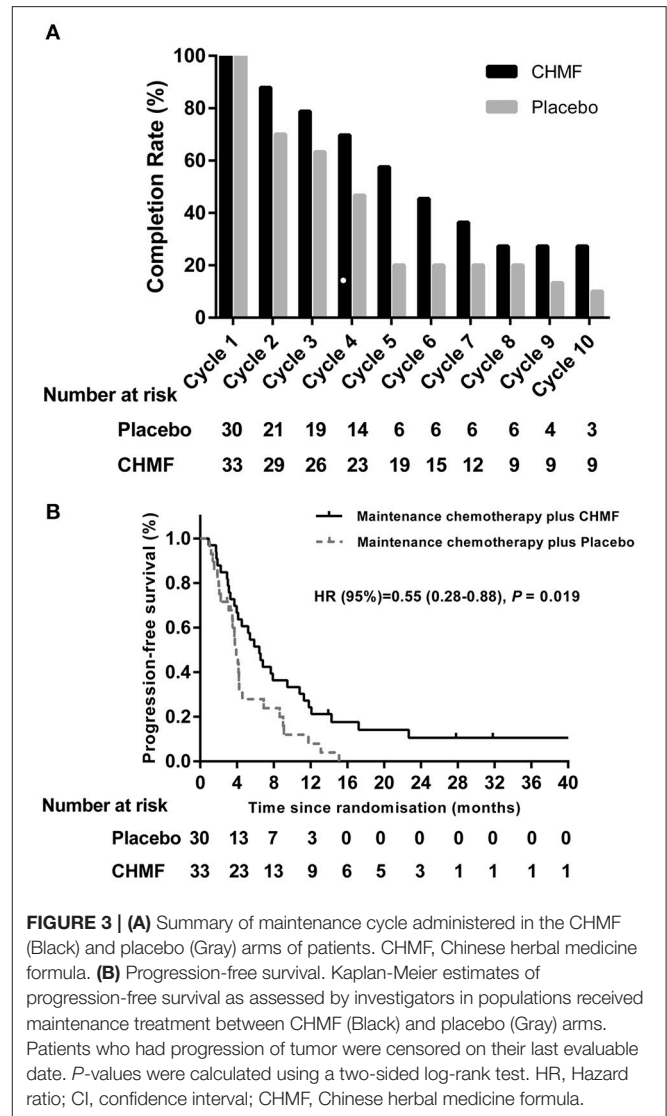 A
Completion Rate (%)
100
80
60
40
20
0
CHMF
Placebo
Cycle 1 Cycle 2 Cycle 3 Cycle 4 Cycle 5 Cycle 6 Cycle 7 Cycle 8 Cycle 9 Cycle 10
Number at risk
Placebo 30 21 19 14 6 6 6 6 4 3
CHMF 33 29 26 23 19 15 12 9 9 9
B
Progression-free survival (%)
1.0
0.8
0.6
0.4
0.2
0.0
Maintenance chemotherapy plus CHMF
Maintenance chemotherapy plus Placebo
HR (95%)=0.55 (0.28-0.88), P = 0.019
0 4 8 12 16 20 24 28 32 36 40
Number at risk Time since randomisation (months)
Placebo 30 13 7 3 0 0 0 0 0 0 0
CHMF 33 23 13 9 6 5 3 1 1 1 1
FIGURE 3 | (A) Summary of maintenance cycle administered in the CHMF
(Black) and placebo (Gray) arms of patients. CHMF, Chinese herbal medicine
formula. (B) Progression-free survival. Kaplan-Meier estimates of
progression-free survival as assessed by investigators in populations received
maintenance treatment between CHMF (Black) and placebo (Gray) arms.
Patients who had progression of tumor were censored on their last evaluable
date. P-values were calculated using a two-sided log-rank test. HR, Hazard
ratio; CI, confidence interval; CHMF, Chinese herbal medicine formula.